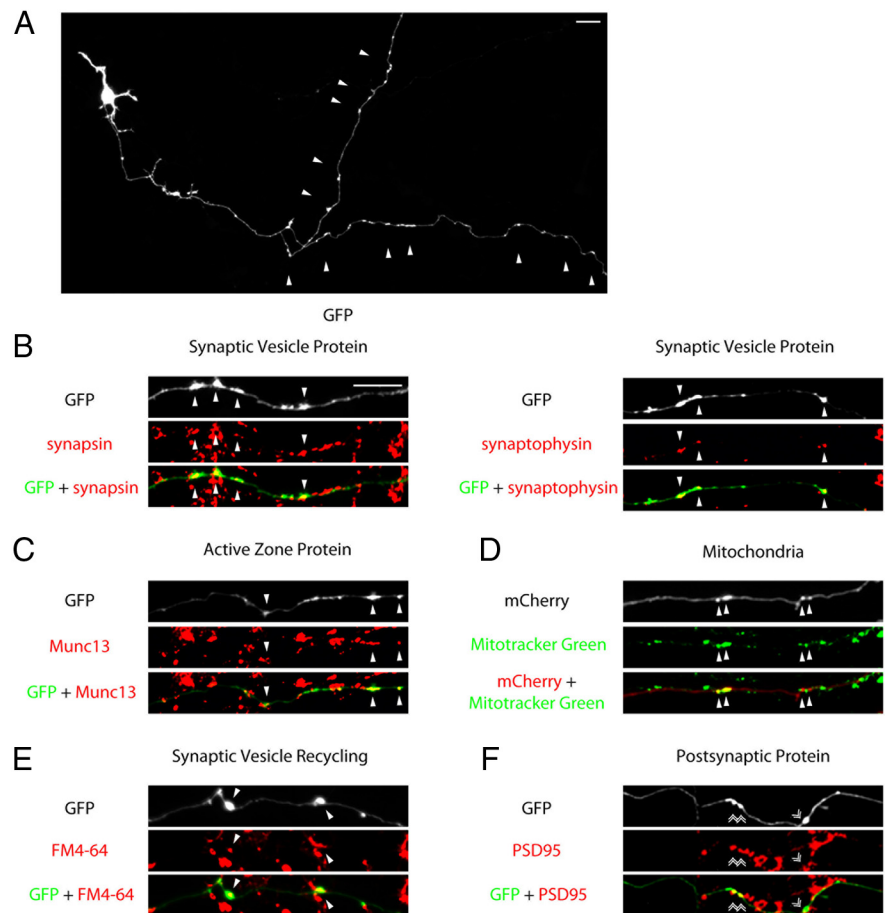 A
GFP
B
Synaptic Vesicle Protein
GFP
synapsin
GFP + synapsin
Synaptic Vesicle Protein
GFP
synaptophysin
GFP + synaptophysin
C
Active Zone Protein
GFP
Munc13
GFP + Munc13
D
Mitochondria
mCherry
Mitotracker Green
mCherry +
Mitotracker Green
E
Synaptic Vesicle Recycling
GFP
FM4-64
GFP + FM4-64
F
Postsynaptic Protein
GFP
PSD95
GFP + PSD95